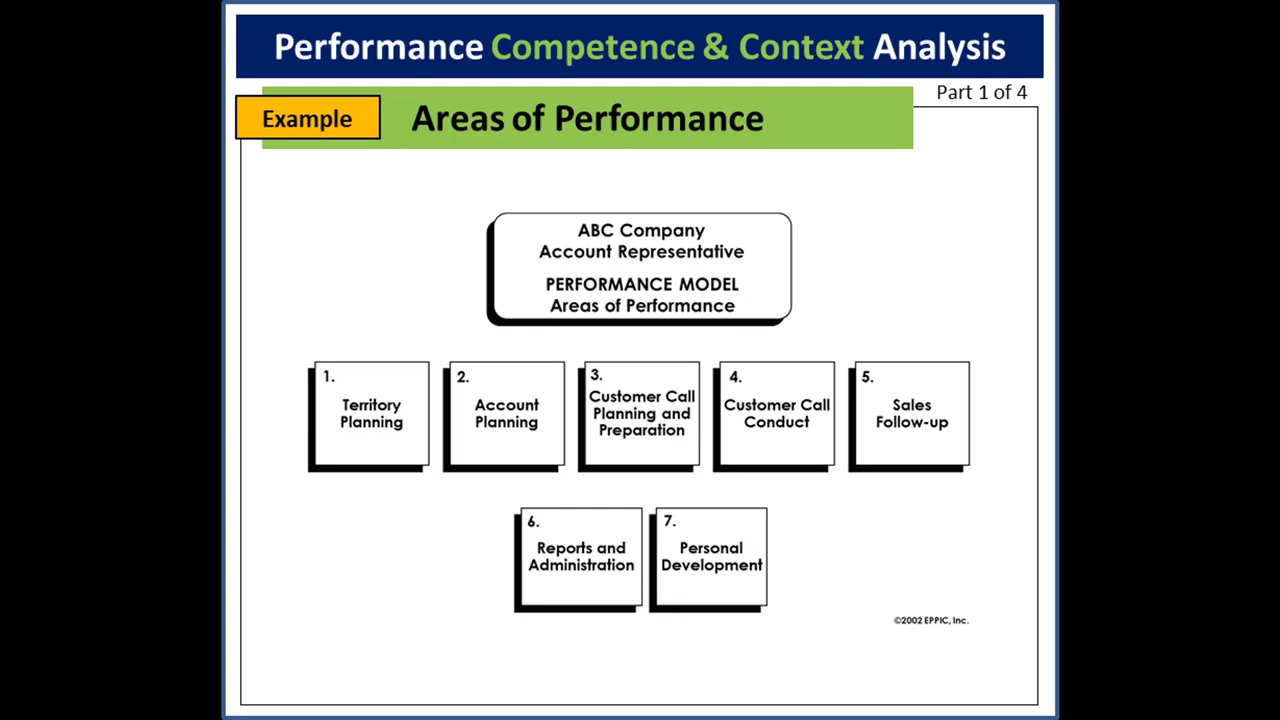 Performance Competence & Context Analysis
Part 1 of 4
Example
Areas of Performance
ABC Company
Account Representative
PERFORMANCE MODEL
Areas of Performance
1.
Territory
Planning
2.
Account
Planning
3.
Customer Call
Planning and
Preparation
4.
Customer Call
Conduct
5.
Sales
Follow-up
6.
Reports and
Administration
7.
Personal
Development
©2002 EPPIC, Inc.